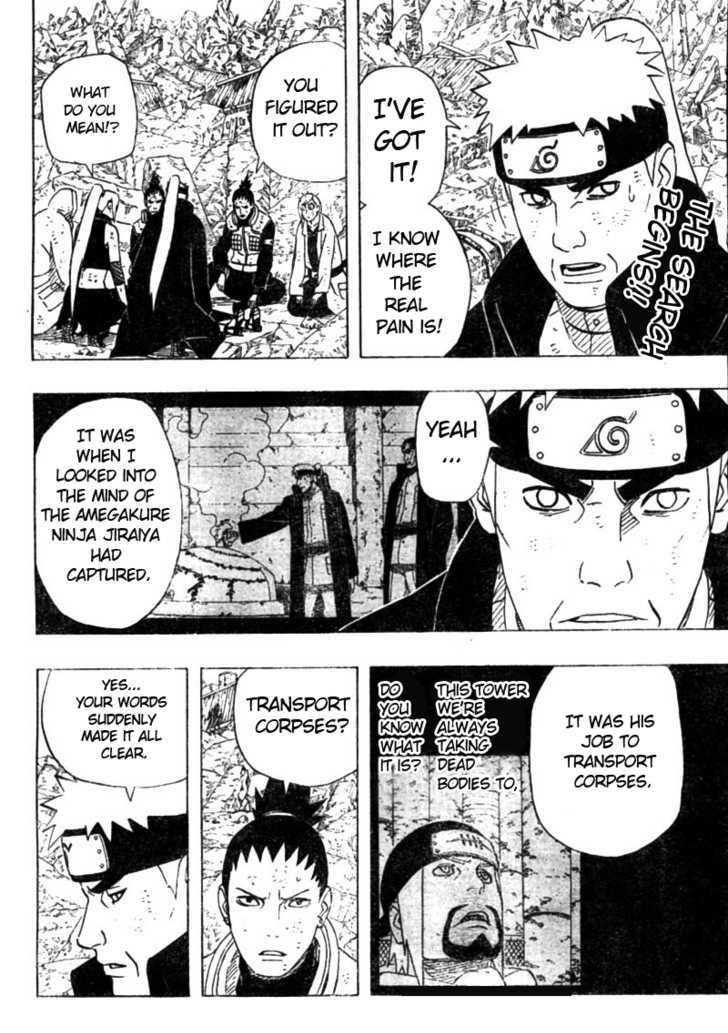 I'VE
GOT
IT!
I KNOW
WHERE
THE
REAL
PAIN IS!
THE SEARCH
BEGNS!!!
YOU
FIGURED
IT OUT?
WHAT
DO YOU
MEAN!?
YEAH
...
IT WAS
WHEN I
LOOKED
INTO
THE MIND OF
THE AMEGAKURE
NINJA JIRAIYA
HAD
CAPTURED.
IT WAS HIS
JOB TO
TRANSPORT
CORPSES.
THIS TOWER
WE'RE
ALWAYS
TAKING
DEAD
BODIES TO,
DO
YOU
KNOW
WHAT
IT IS?
TRANSPORT
CORPSES?
YES...
YOUR WORDS
SUDDENLY
MADE IT ALL
CLEAR.